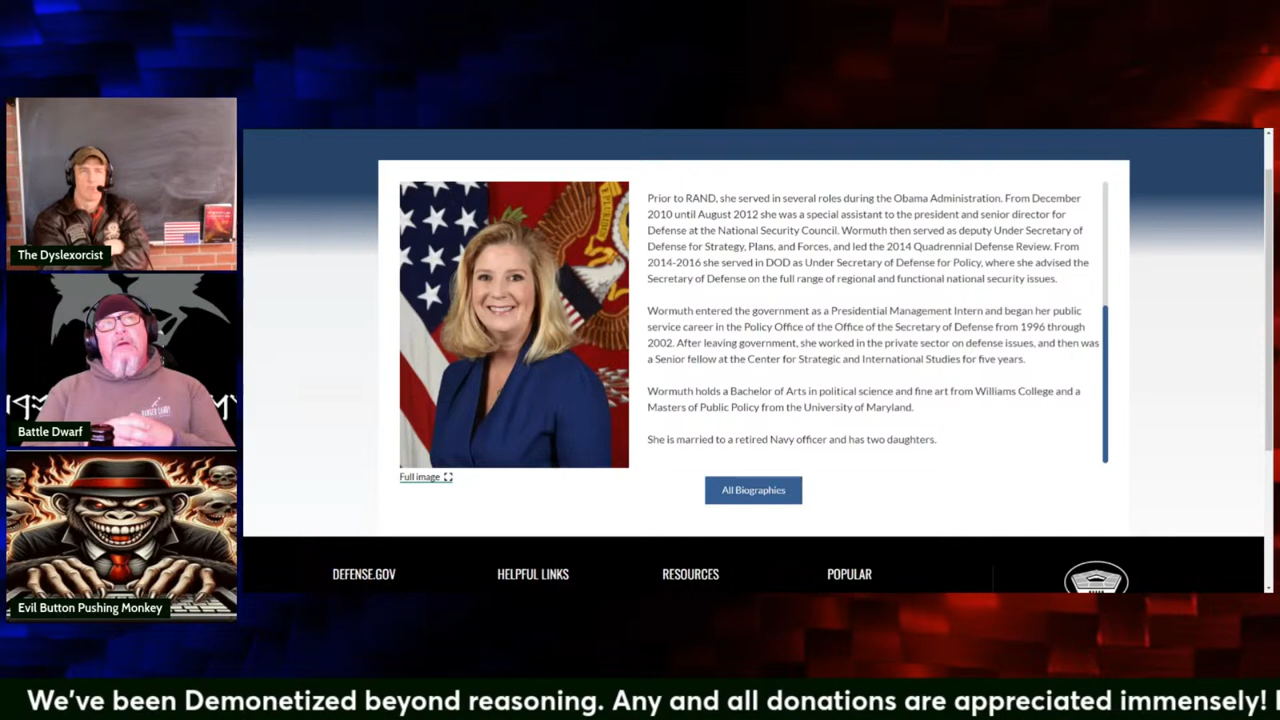 The Dyslexorcist
Battle Dwarf
Evil Button Pushing Monkey
Prior to RAND, she served in several roles during the Obama Administration. From December
2010 until August 2012 she was a special assistant to the president and senior director for
Defense at the National Security Council. Wormuth then served as deputy Under Secretary of
Defense for Strategy, Plans, and Forces, and led the 2014 Quadrennial Defense Review. From
2014-2016 she served in DOD as Under Secretary of Defense for Policy, where she advised the
Secretary of Defense on the full range of regional and functional national security issues.
Wormuth entered the government as a Presidential Management Intern and began her public
service career in the Policy Office of the Office of the Secretary of Defense from 1996 through
2002. After leaving government, she worked in the private sector on defense issues, and then was
a Senior fellow at the Center for Strategic and International Studies for five years.
Wormuth holds a Bachelor of Arts in political science and fine art from Williams College and a
Masters of Public Policy from the University of Maryland.
She is married to a retired Navy officer and has two daughters.
Full image
All Biographies
DEFENSE.GOV
HELPFUL LINKS
RESOURCES
POPULAR
We've been Demonetized beyond reasoning. Any and all donations are appreciated immensely!